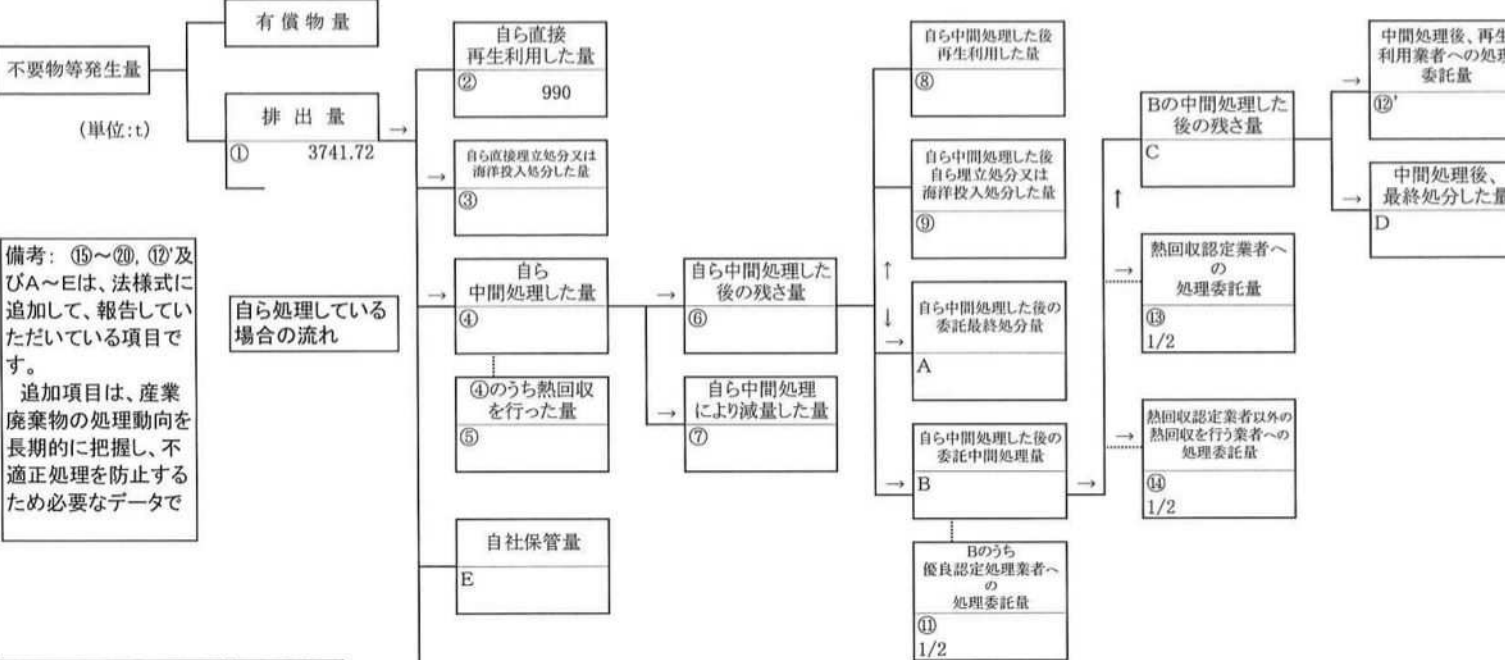 有償物量
不要物等発生量
(単位:t)
排出量
→
① 3741.72
自ら直接
再生利用した量
②
990
→
自ら直接埋立処分又は
海洋投入処分した量
③
→
自ら
中間処理した量
④
④のうち熱回収
を行った量
⑤
自社保管量
E
備考: ⑮～⑳, ⑫'及
びA～Eは、法様式に
追加して、報告してい
ただいている項目で
す。
追加項目は、産業
廃棄物の処理動向を
長期的に把握し、不
適正処理を防止する
ため必要なデータで
自ら処理している
場合の流れ
→
自ら中間処理した
後の残さ量
⑥
→
自ら中間処理
により減量した量
⑦
自ら中間処理した後
再生利用した量
⑧
自ら中間処理した後
自ら埋立処分又は
海洋投入処分した量
⑨
↑
↓
→
自ら中間処理した後の
委託最終処分量
A
自ら中間処理した後の
委託中間処理量
→
B
→
Bのうち
優良認定処理業者へ
の
処理委託量
⑪
1/2
Bの中間処理した
後の残さ量
C
↑
→
熱回収認定業者へ
の
処理委託量
⑬
1/2
→
熱回収認定業者以外の
熱回収を行う業者への
処理委託量
⑭
1/2
→
中間処理後、再生
利用業者への処理
委託量
⑫'
→
中間処理後、
最終処分した量
D